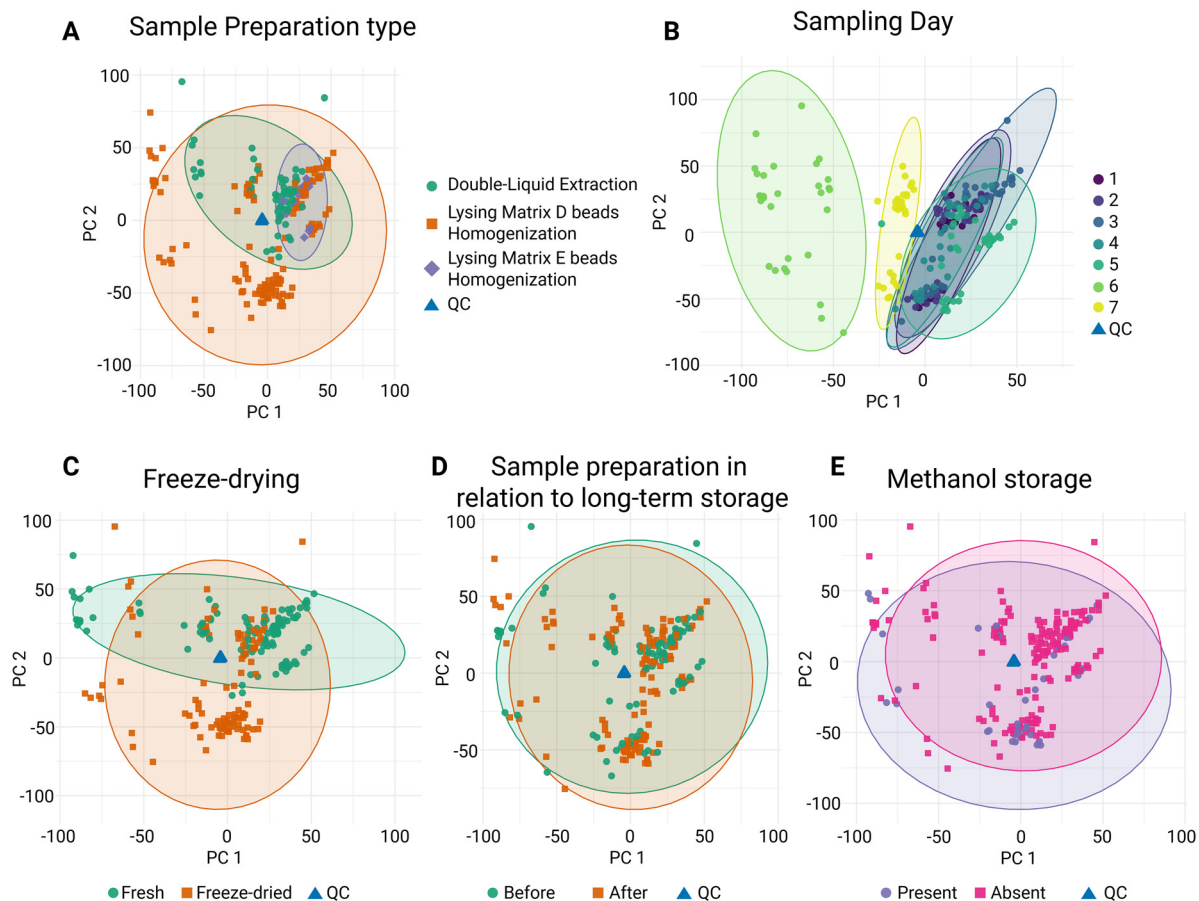 A
Sample Preparation type
100
50
0
-50
-100
PC 2
-100
-50
0
50
100
PC 1
Double-Liquid Extraction
Lysing Matrix D beads
Homogenization
Lysing Matrix E beads
Homogenization
QC
B
Sampling Day
100
50
0
-50
-100
PC 2
-100
-50
0
50
PC 1
1
2
3
4
5
6
7
QC
C
Freeze-drying
100
50
0
-50
-100
PC 2
-100
-50
0
50
100
PC 1
Fresh
Freeze-dried
QC
D
Sample preparation in
relation to long-term storage
100
50
0
-50
PC 2
-100
-50
0
50
100
PC 1
Before
After
QC
E
Methanol storage
100
50
0
-50
-100
PC 2
-100
-50
0
50
100
PC 1
Present
Absent
QC